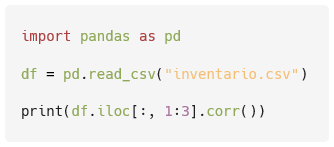 import pandas as pd
df = pd.read_csv("inventario.csv")
print(df.iloc[:, 1:3].corr())